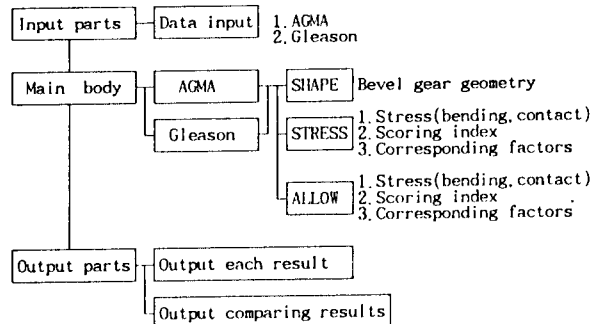 Input parts
Data input
1. AGMA
2. Gleason
Main body
AGMA
SHAPE
Bevel gear geometry
Gleason
STRESS
1. Stress(bending, contact)
2. Scoring index
3. Corresponding factors
ALLOW
1. Stress(bending, contact)
2. Scoring index
3. Corresponding factors
Output parts
Output each result
Output comparing results